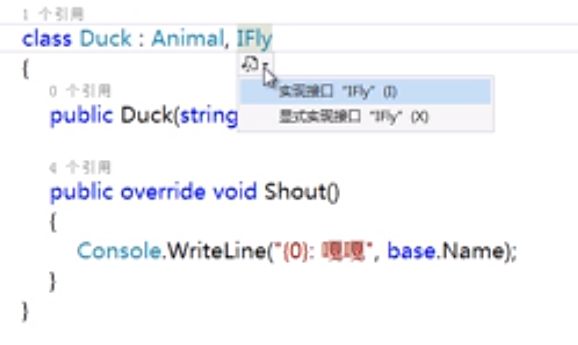 1 个引用
class Duck : Animal, IFly
{
实现接口 "IFly" (I)
0 个引用
public Duck(string
显式实现接口 "IFly" (X)
4 个引用
public override void Shout()
{
Console.WriteLine("{0}: 嘎嘎", base.Name);
}
}